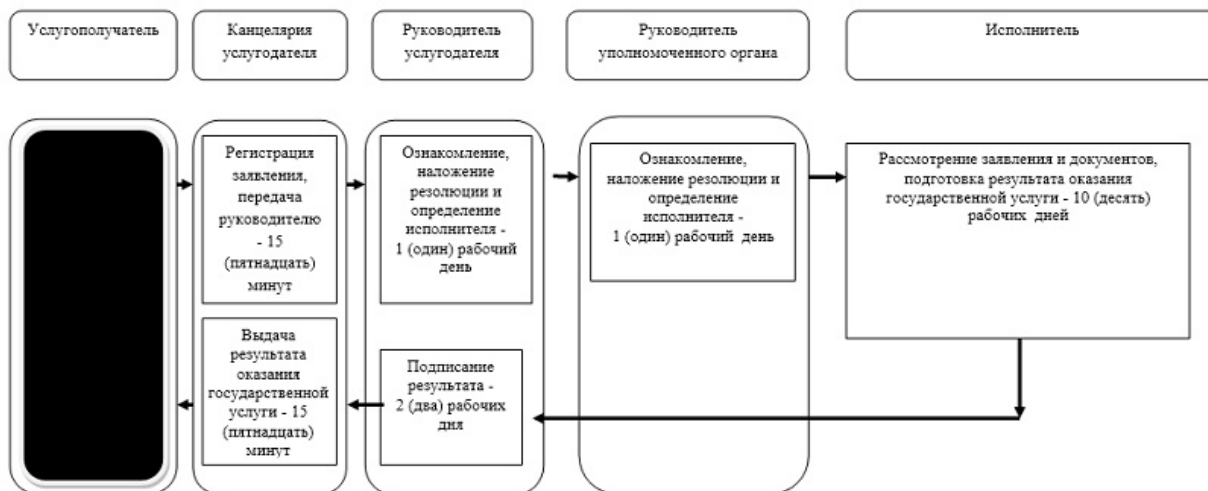 Услугополучатель
Канцелярия
услугодателя
Руководитель
услугодателя
Руководитель
уполномоченного органа
Исполнитель
Регистрация
заявления,
передача
руководителю
- 15
(пятнадцать)
минут
Ознакомление,
наложение
резолюции и
определение
исполнителя -
1 (один) рабочий
день
Ознакомление,
наложение резолюции и
определение
исполнителя -
1 (один) рабочий день
Рассмотрение заявления и документов,
подготовка результата оказания
государственной услуги - 10 (десять)
рабочих дней
Выдача
результата
оказания
государственной
услуги - 15
(пятнадцать)
минут
Подписание
результата -
2 (два) рабочих
дня